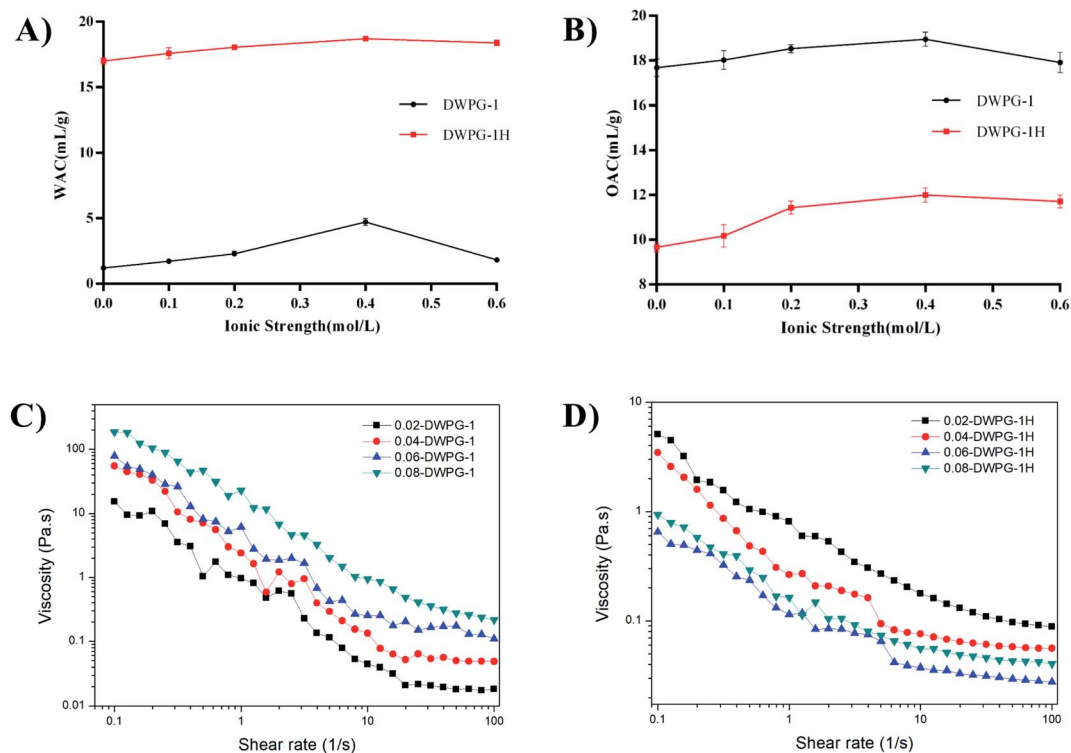 A)
20
15
10
5
0
WAC(mL/g)
DWPG-1
DWPG-1H
0.0 0.1 0.2 0.3 0.4 0.5 0.6
Ionic Strength(mol/L)
B)
20
18
16
14
12
10
8
OAC(mL/g)
DWPG-1
DWPG-1H
0.0 0.1 0.2 0.3 0.4 0.5 0.6
Ionic Strength(mol/L)
C)
100
10
1
0.1
0.01
Viscosity (Pa.s)
0.02-DWPG-1
0.04-DWPG-1
0.06-DWPG-1
0.08-DWPG-1
0.1 1 10 100
Shear rate (1/s)
D)
10
1
0.1
Viscosity (Pa.s)
0.02-DWPG-1H
0.04-DWPG-1H
0.06-DWPG-1H
0.08-DWPG-1H
0.1 1 10 100
Shear rate (1/s)